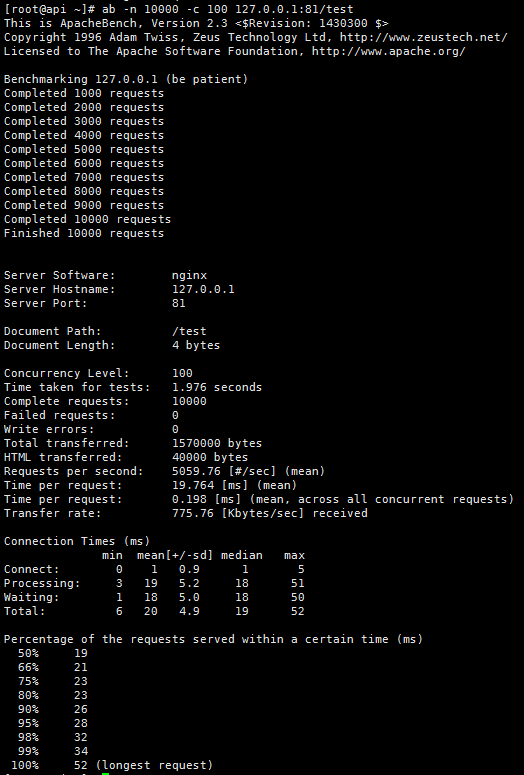 [root@api ~]# ab -n 10000 -c 100 127.0.0.1:81/test
This is ApacheBench, Version 2.3 <$Revision: 1430300 $>
Copyright 1996 Adam Twiss, Zeus Technology Ltd, http://www.zeustech.net/
Licensed to The Apache Software Foundation, http://www.apache.org/

Benchmarking 127.0.0.1 (be patient)
Completed 1000 requests
Completed 2000 requests
Completed 3000 requests
Completed 4000 requests
Completed 5000 requests
Completed 6000 requests
Completed 7000 requests
Completed 8000 requests
Completed 9000 requests
Completed 10000 requests
Finished 10000 requests


Server Software:        nginx
Server Hostname:        127.0.0.1
Server Port:            81

Document Path:          /test
Document Length:        4 bytes

Concurrency Level:      100
Time taken for tests:   1.976 seconds
Complete requests:      10000
Failed requests:        0
Write errors:           0
Total transferred:      1570000 bytes
HTML transferred:       40000 bytes
Requests per second:    5059.76 [#/sec] (mean)
Time per request:       19.764 [ms] (mean)
Time per request:       0.198 [ms] (mean, across all concurrent requests)
Transfer rate:          775.76 [Kbytes/sec] received

Connection Times (ms)
              min  mean[+/-sd] median   max
Connect:        0    1   0.9      1       5
Processing:     3   19   5.2     18      51
Waiting:        1   18   5.0     18      50
Total:          6   20   4.9     19      52

Percentage of the requests served within a certain time (ms)
  50%     19
  66%     21
  75%     23
  80%     23
  90%     26
  95%     28
  98%     32
  99%     34
 100%     52 (longest request)